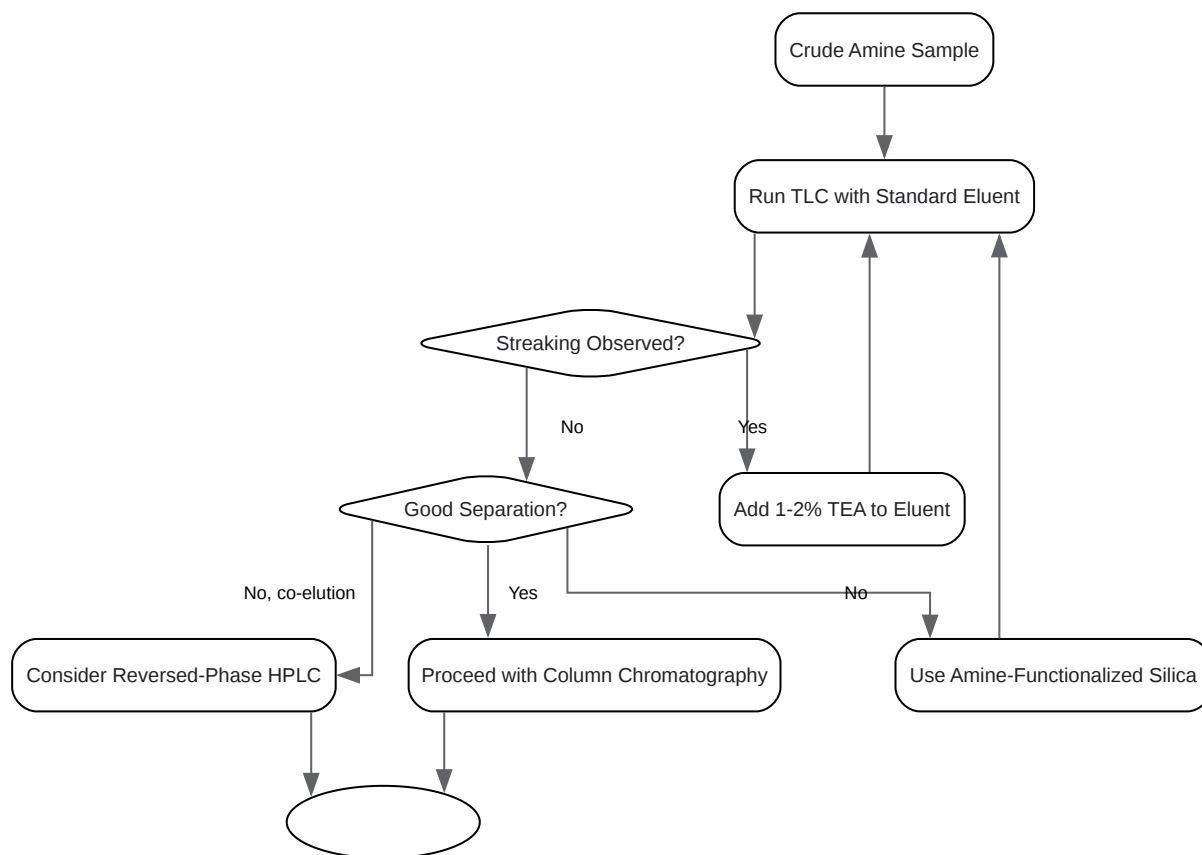 Crude Amine Sample
Run TLC with Standard Eluent
Streaking Observed?
No
Yes
Good Separation?
Add 1-2% TEA to Eluent
No, co-elution
Yes
No
Consider Reversed-Phase HPLC
Proceed with Column Chromatography
Use Amine-Functionalized Silica